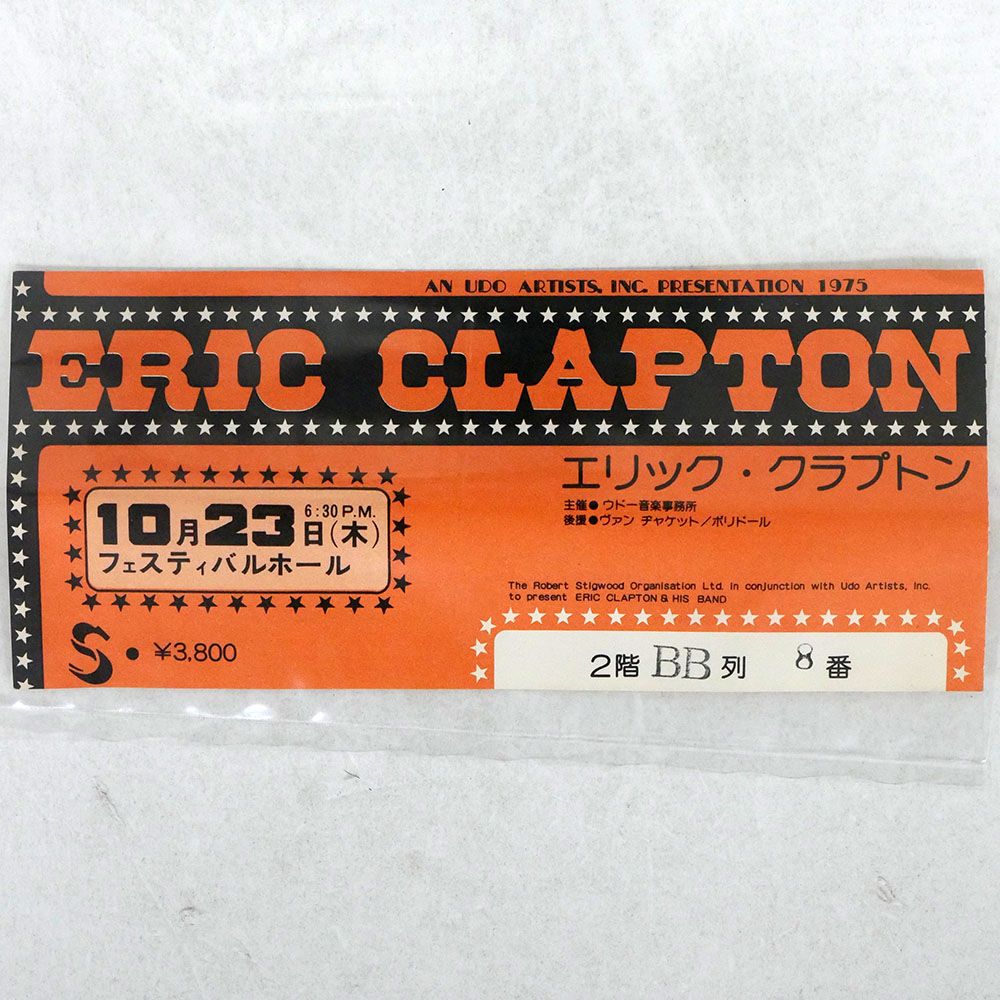 AN UDO ARTISTS, INC. PRESENTATION 1975
ERIC CLAPTON
エリック・クラプトン
主催●ウドー音楽事務所
後援●ヴァン ヂャケット/ポリドール
10月23日(木) 6:30 P.M.
フェスティバルホール
The Robert Stigwood Organisation Ltd. in conjunction with Udo Artists, Inc.
to present ERIC CLAPTON & HIS BAND
S ● ¥3,800
2階 BB 列 8 番